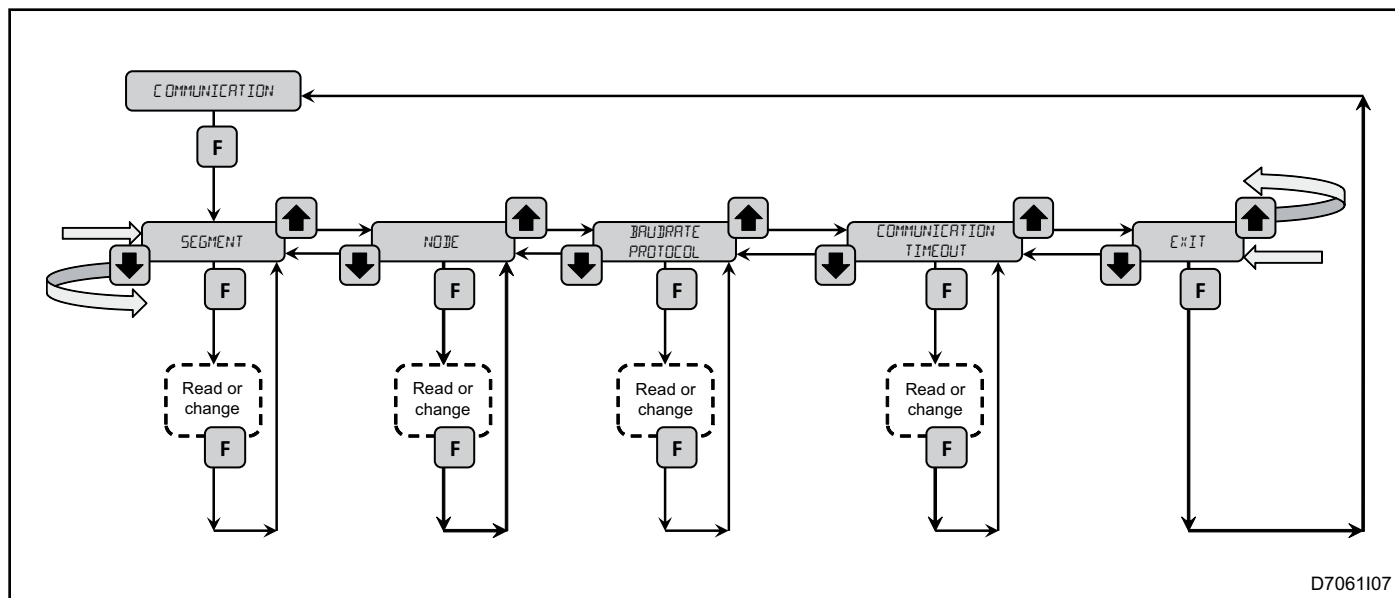 COMMUNICATION
F
SEGMENT
NODE
BAUDRATE
PROTOCOL
COMMUNICATION
TIMEOUT
EXIT
F
F
F
F
F
Read or
change
Read or
change
Read or
change
Read or
change
F
F
F
F
D7061I07